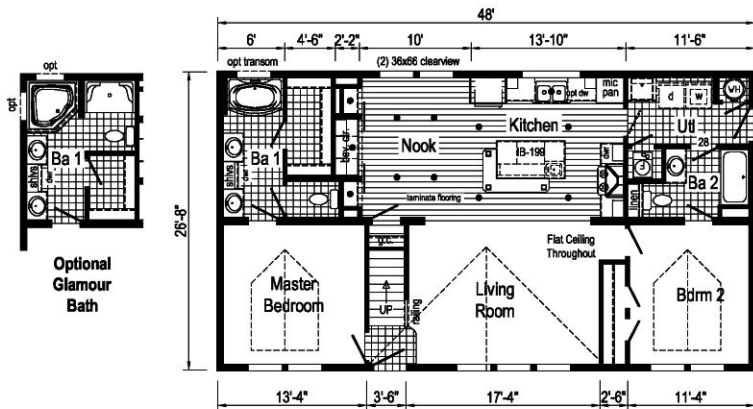 48'
6'
4'-6"
2'-2"
10'
13'-10"
11'-6"
opt transom
(2) 36x66 clearview
opt
opt
Ba 1
shlvs
dwr
Optional
Glamour
Bath
26'-8"
Ba 1
shlvs
dwr
Nook
Kitchen
IB-199
opt dw
mic
pan
dwr
laminate flooring
d
w
WH
Utl
28
Ba 2
linen
Master
Bedroom
UP
railing
Living
Room
Flat Ceiling
Throughout
Bdrm 2
13'-4"
3'-6"
17'-4"
2'-6"
11'-4"